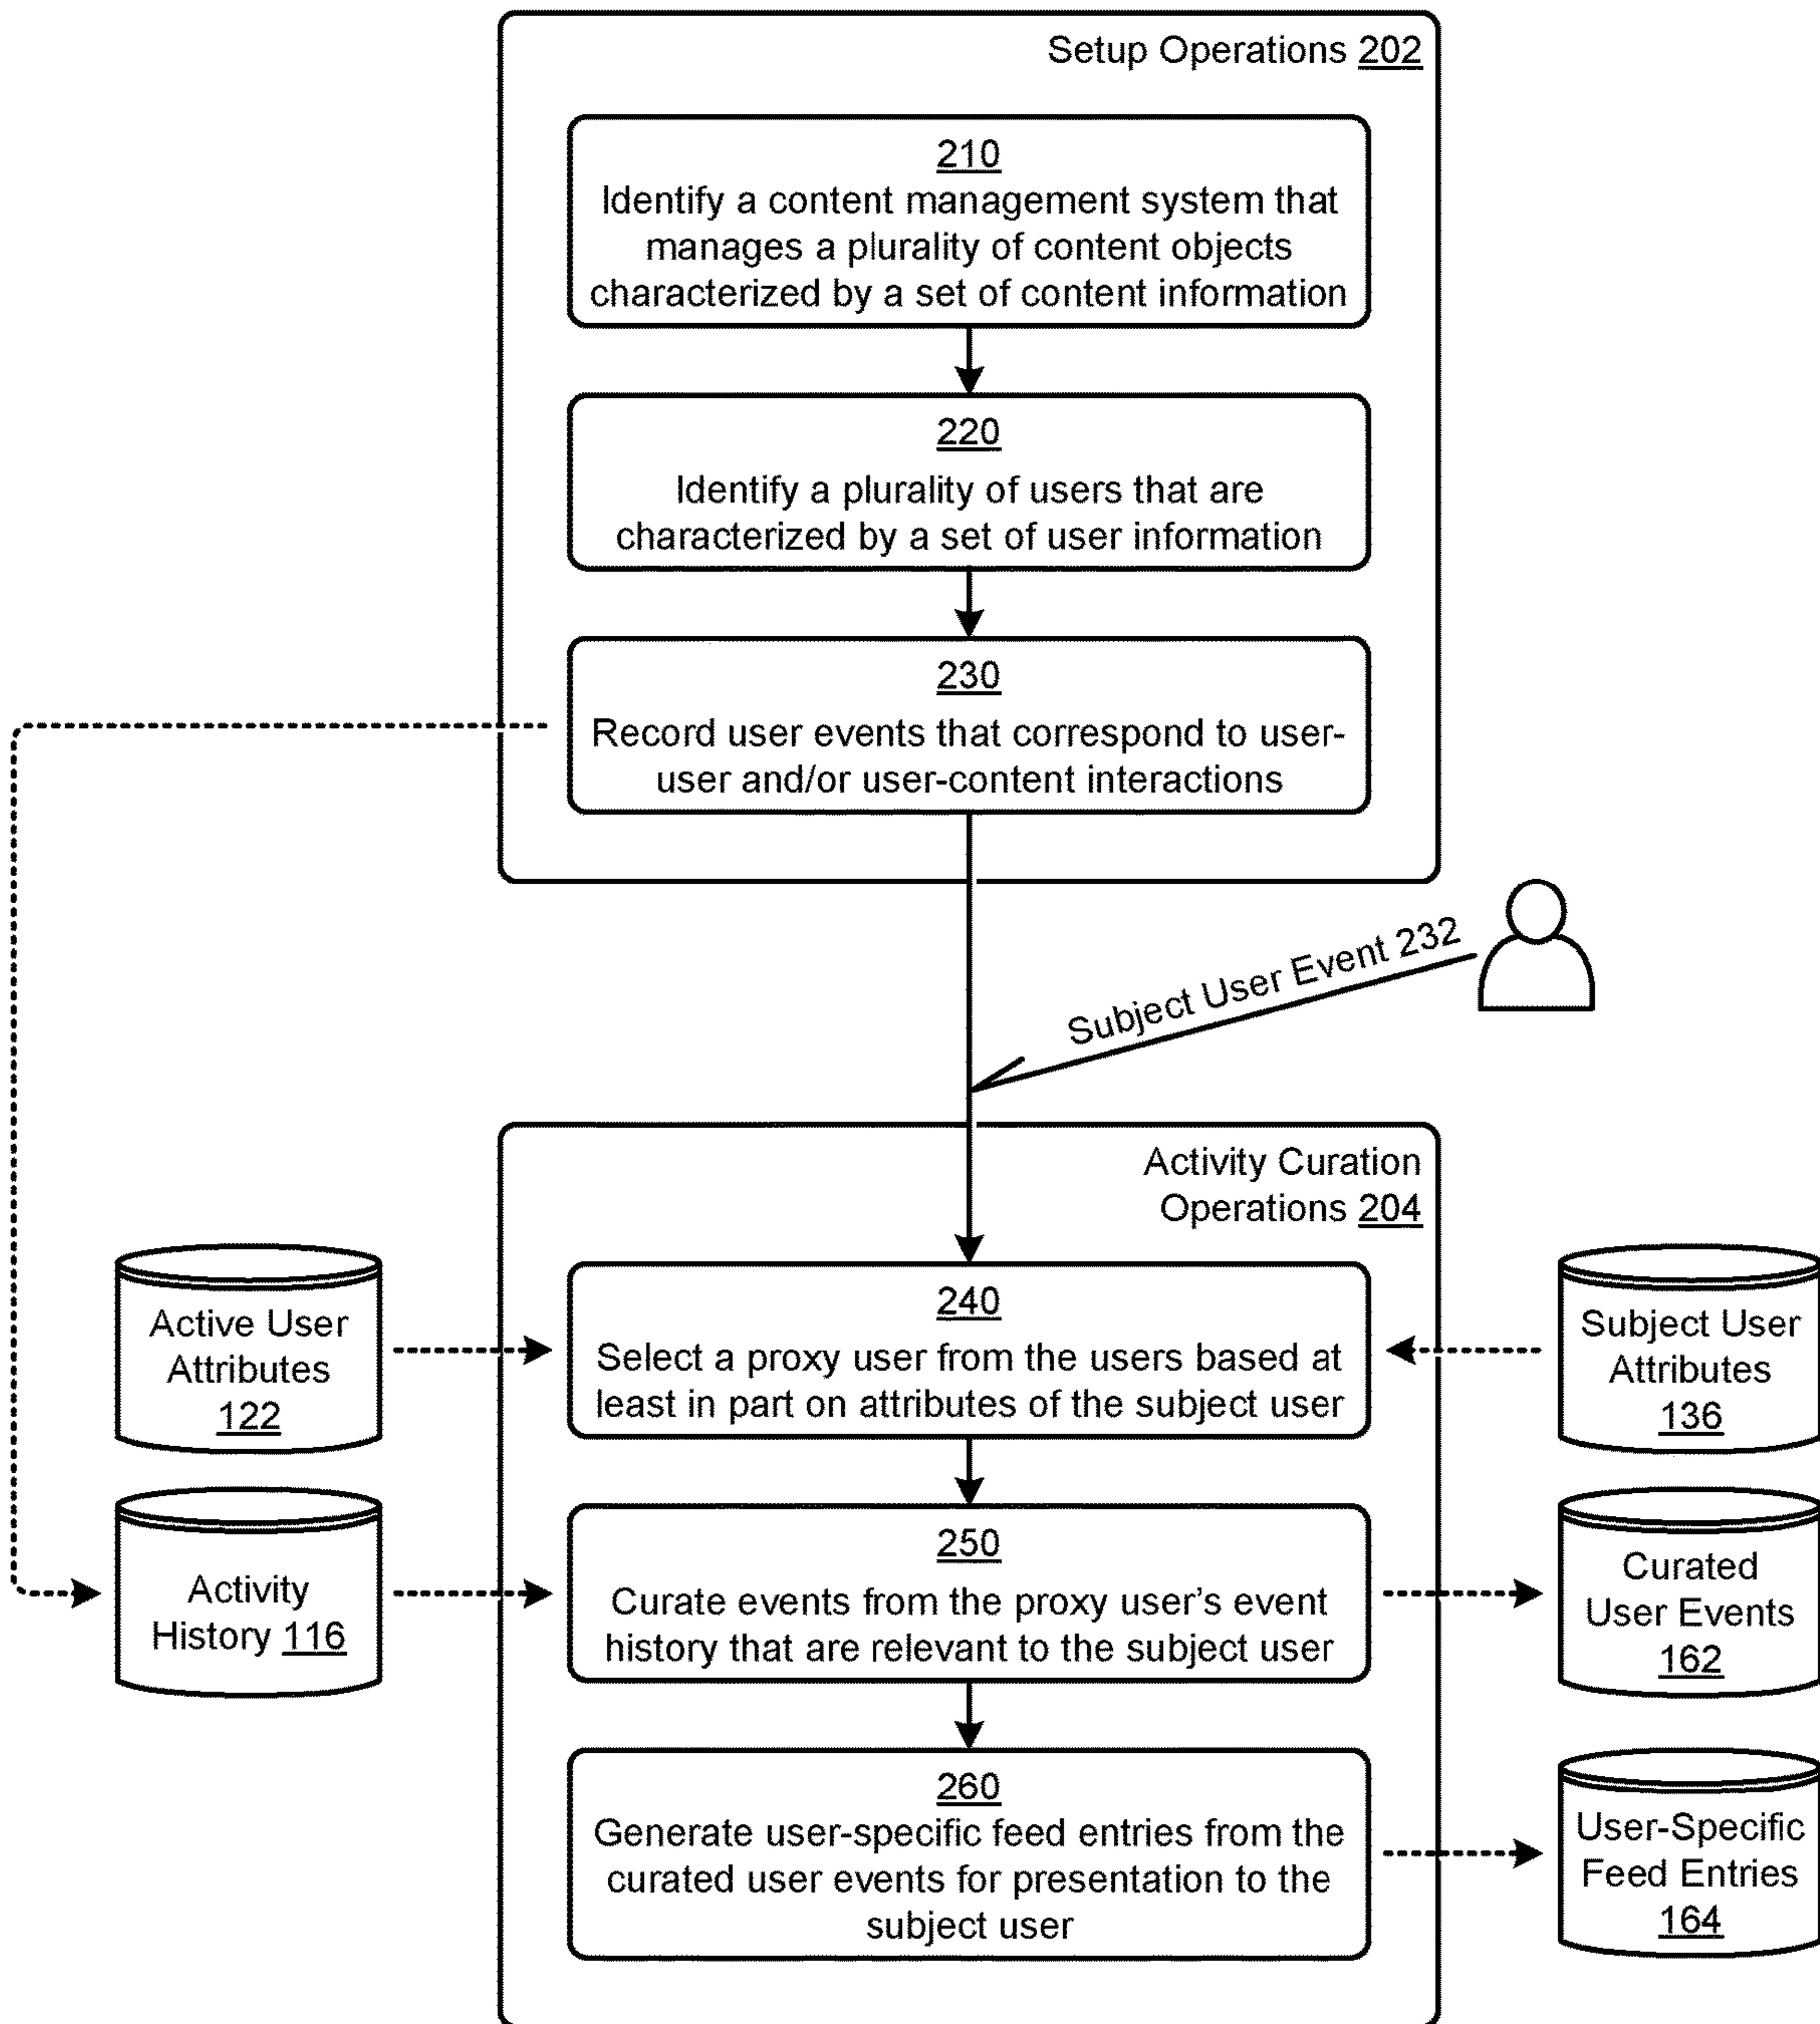 Setup Operations 202
210
Identify a content management system that
manages a plurality of content objects
characterized by a set of content information
220
Identify a plurality of users that are
characterized by a set of user information
230
Record user events that correspond to user-
user and/or user-content interactions
Subject User Event 232
Activity Curation
Operations 204
Active User
Attributes
122
240
Select a proxy user from the users based at
least in part on attributes of the subject user
Subject User
Attributes
136
Activity
History 116
250
Curate events from the proxy user's event
history that are relevant to the subject user
Curated
User Events
162
260
Generate user-specific feed entries from the
curated user events for presentation to the
subject user
User-Specific
Feed Entries
164